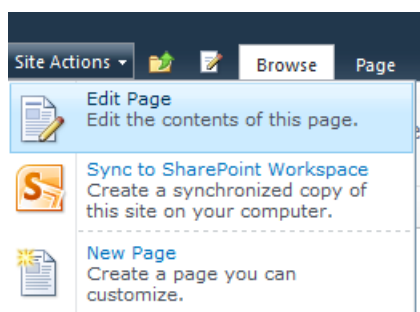 Site Actions Browse Page
Edit Page
Edit the contents of this page.
Sync to SharePoint Workspace
Create a synchronized copy of
this site on your computer.
New Page
Create a page you can
customize.